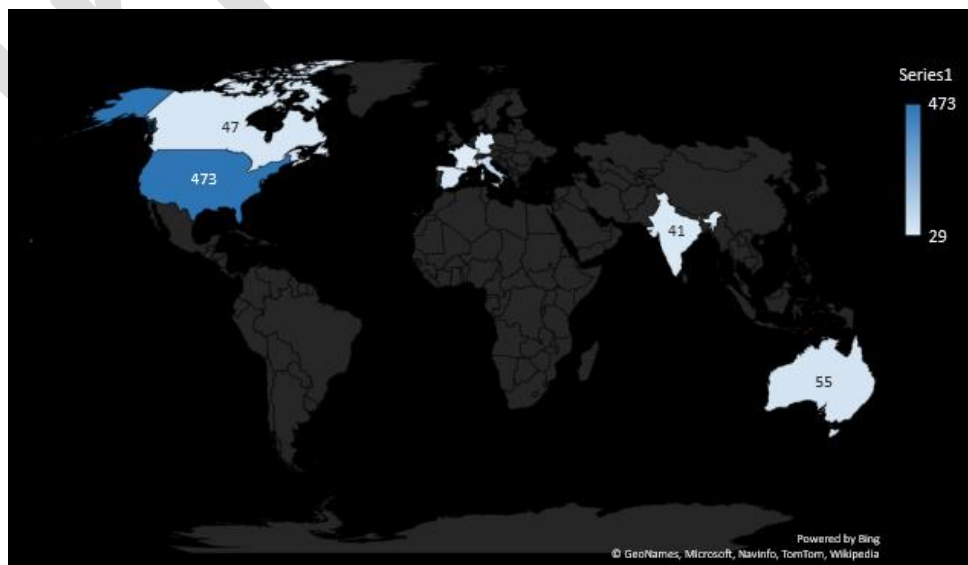 Series1
473
47
473
41
29
55
Powered by Bing
© GeoNames, Microsoft, Navinfo, TomTom, Wikipedia